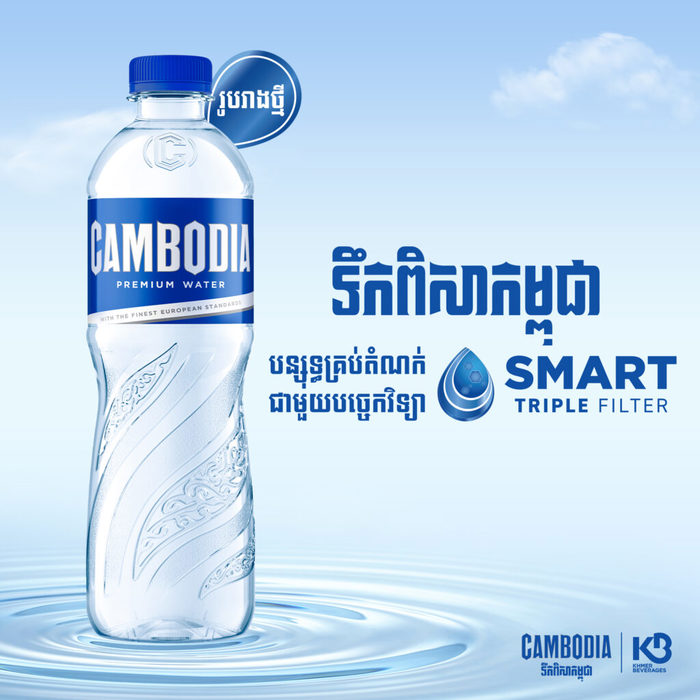 រូបរាងថ្មី
CAMBODIA
PREMIUM WATER
WITH THE FINEST EUROPEAN STANDARDS
ទឹកពិសាកម្ពុជា
បន្សុទ្ធគ្រប់តំណក់
ជាមួយបច្ចេកវិទ្យា
SMART
TRIPLE FILTER
CAMBODIA
ទឹកពិសាកម្ពុជា
KB
KHMER
BEVERAGES